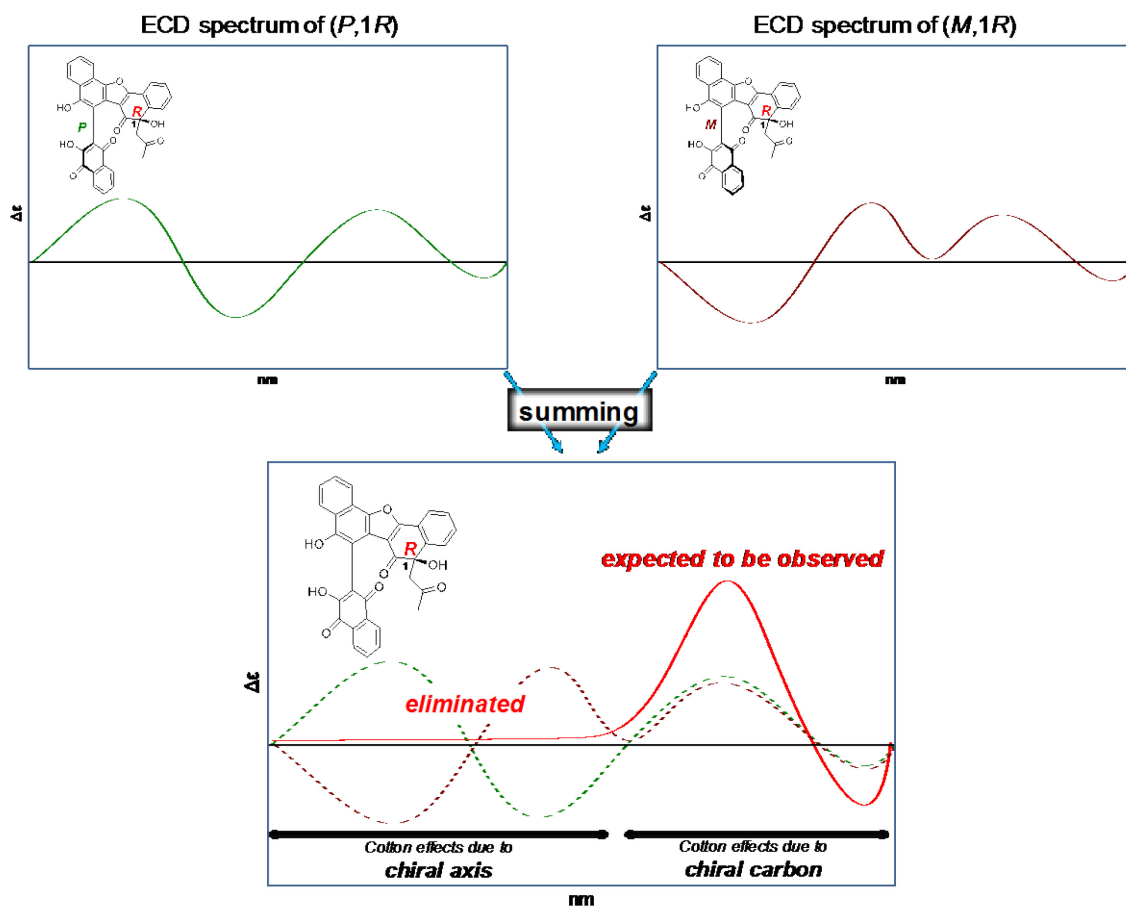 ECD spectrum of (P,1R)
ECD spectrum of (M,1R)
O
HO
R
P
O
1
OH
HO
O
O
O
Δε
nm
O
HO
R
M
O
1
OH
HO
O
O
O
Δε
nm
summing
O
HO
R
O
1
OH
HO
O
O
O
expected to be observed
eliminated
Δε
Cotton effects due to
chiral axis
Cotton effects due to
chiral carbon
nm